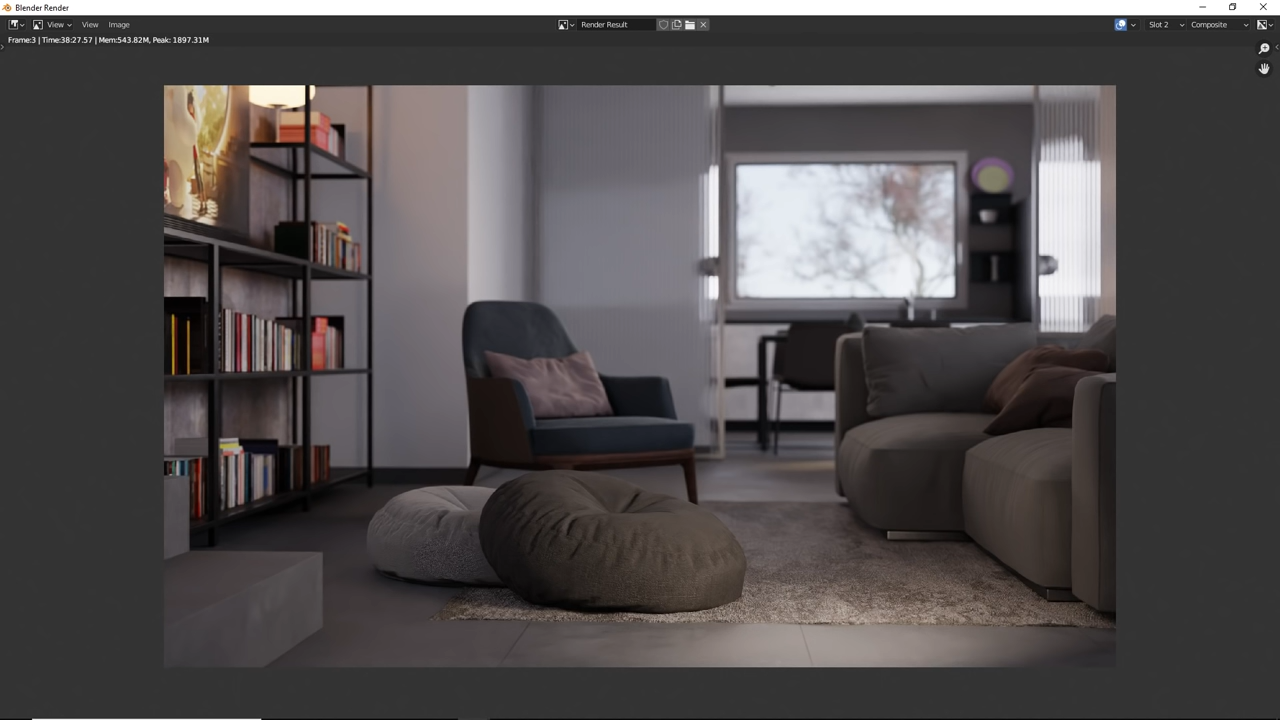 Blender Render
View View Image Render Result Slot 2 Composite
Frame:3 | Time:38:27.57 | Mem:543.82M, Peak: 1897.31M